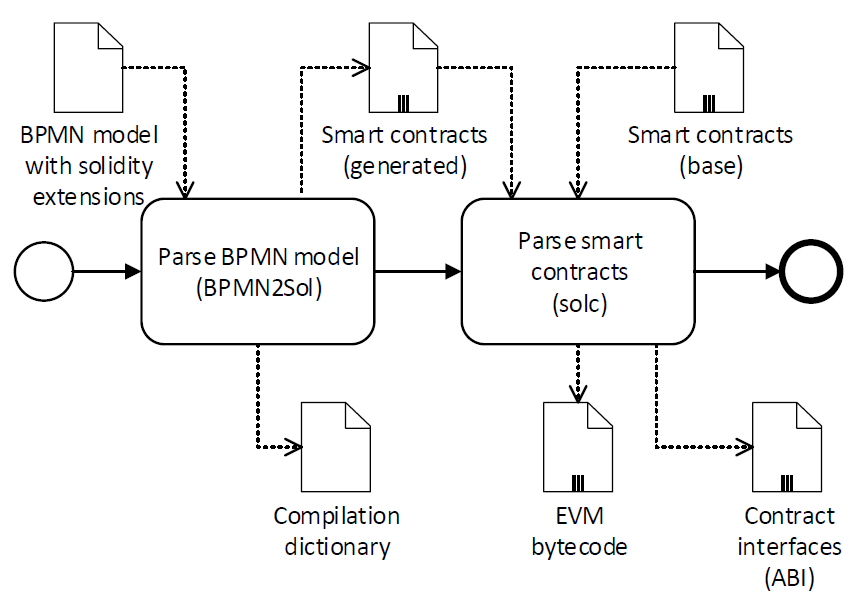 BPMN model
with solidity
extensions
Smart contracts
(generated)
Smart contracts
(base)
Parse BPMN model
(BPMN2Sol)
Parse smart
contracts
(solc)
Compilation
dictionary
EVM
bytecode
Contract
interfaces
(ABI)